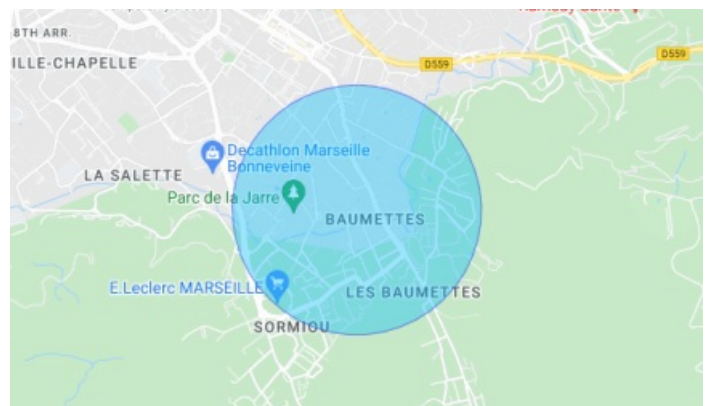 8TH ARR.
ILLE-CHAPELLE
D559
D559
Decathlon Marseille
Bonneveine
LA SALETTE
Parc de la Jarre
BAUMETTES
E.Leclerc MARSEILLE
LES BAUMETTES
SORMIOU